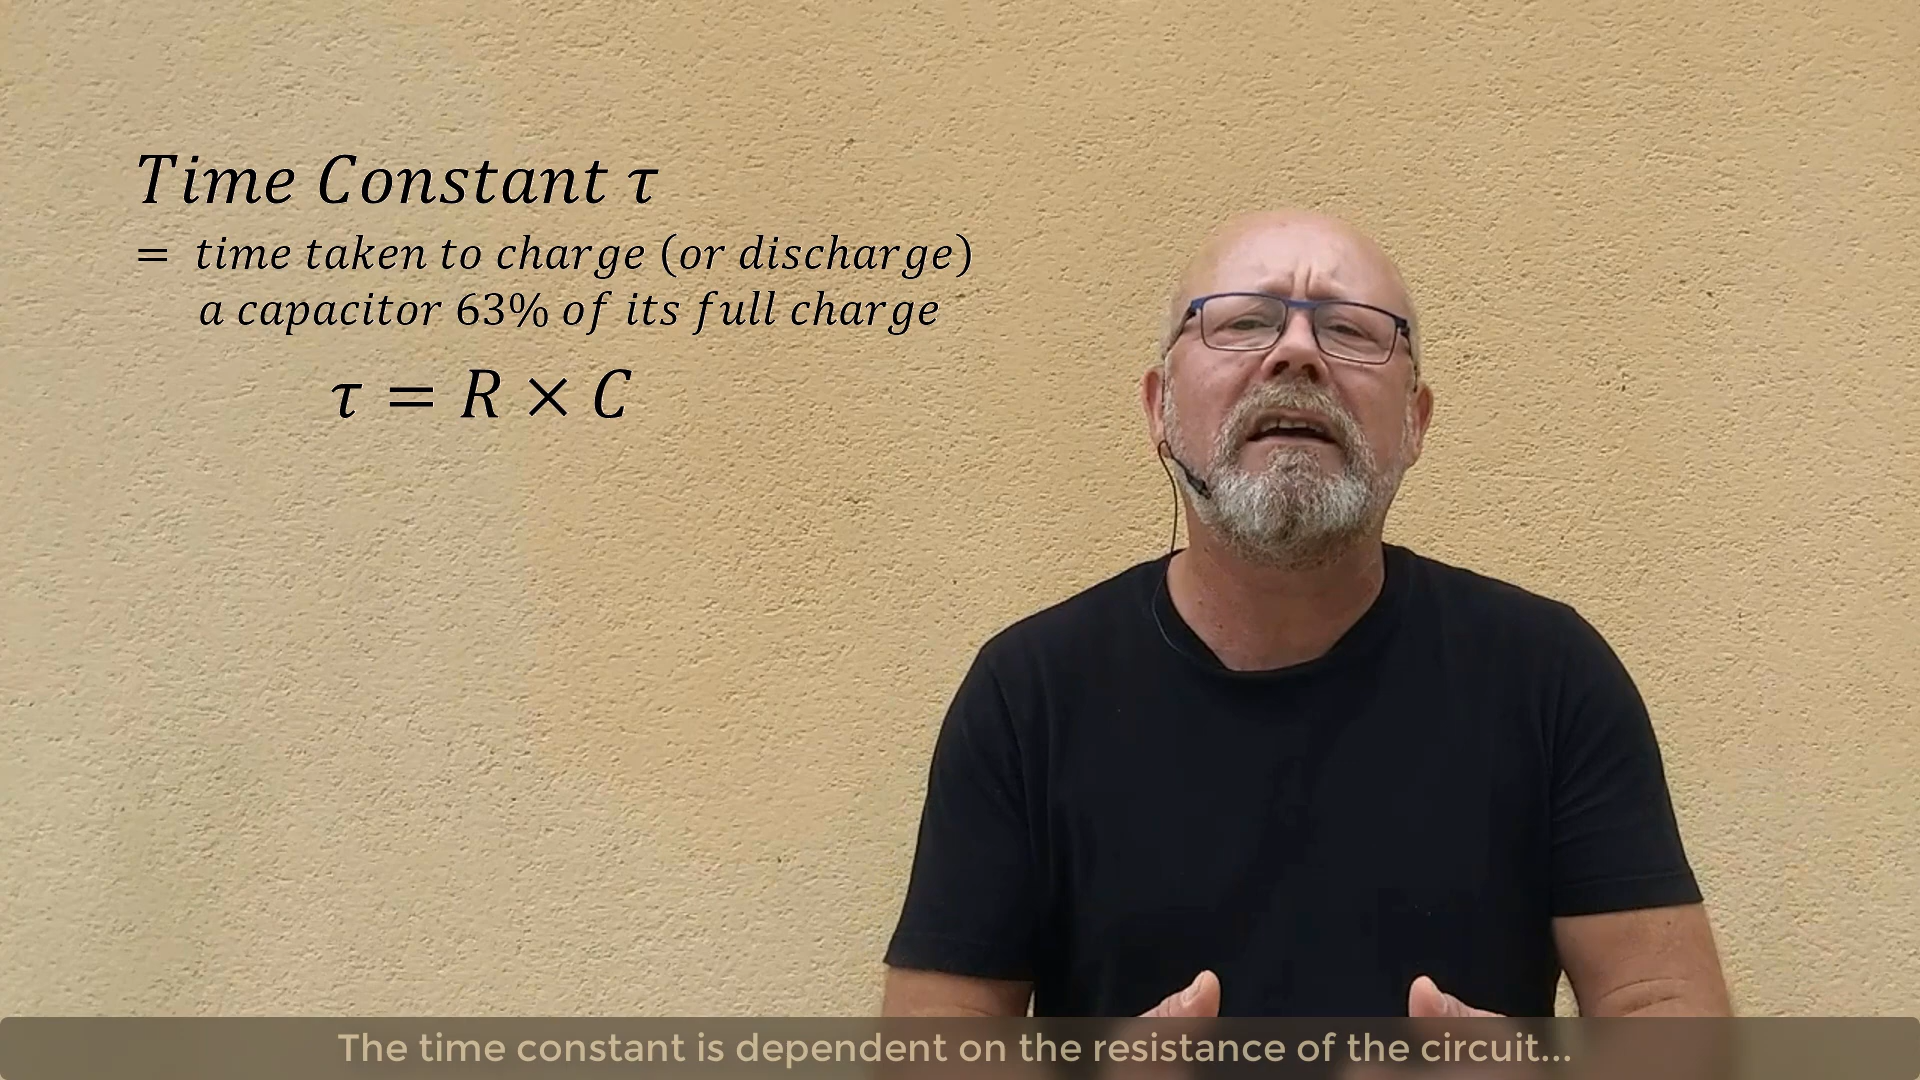 Time Constant τ
= time taken to charge (or discharge)
a capacitor 63% of its full charge
τ = R × C
The time constant is dependent on the resistance of the circuit...